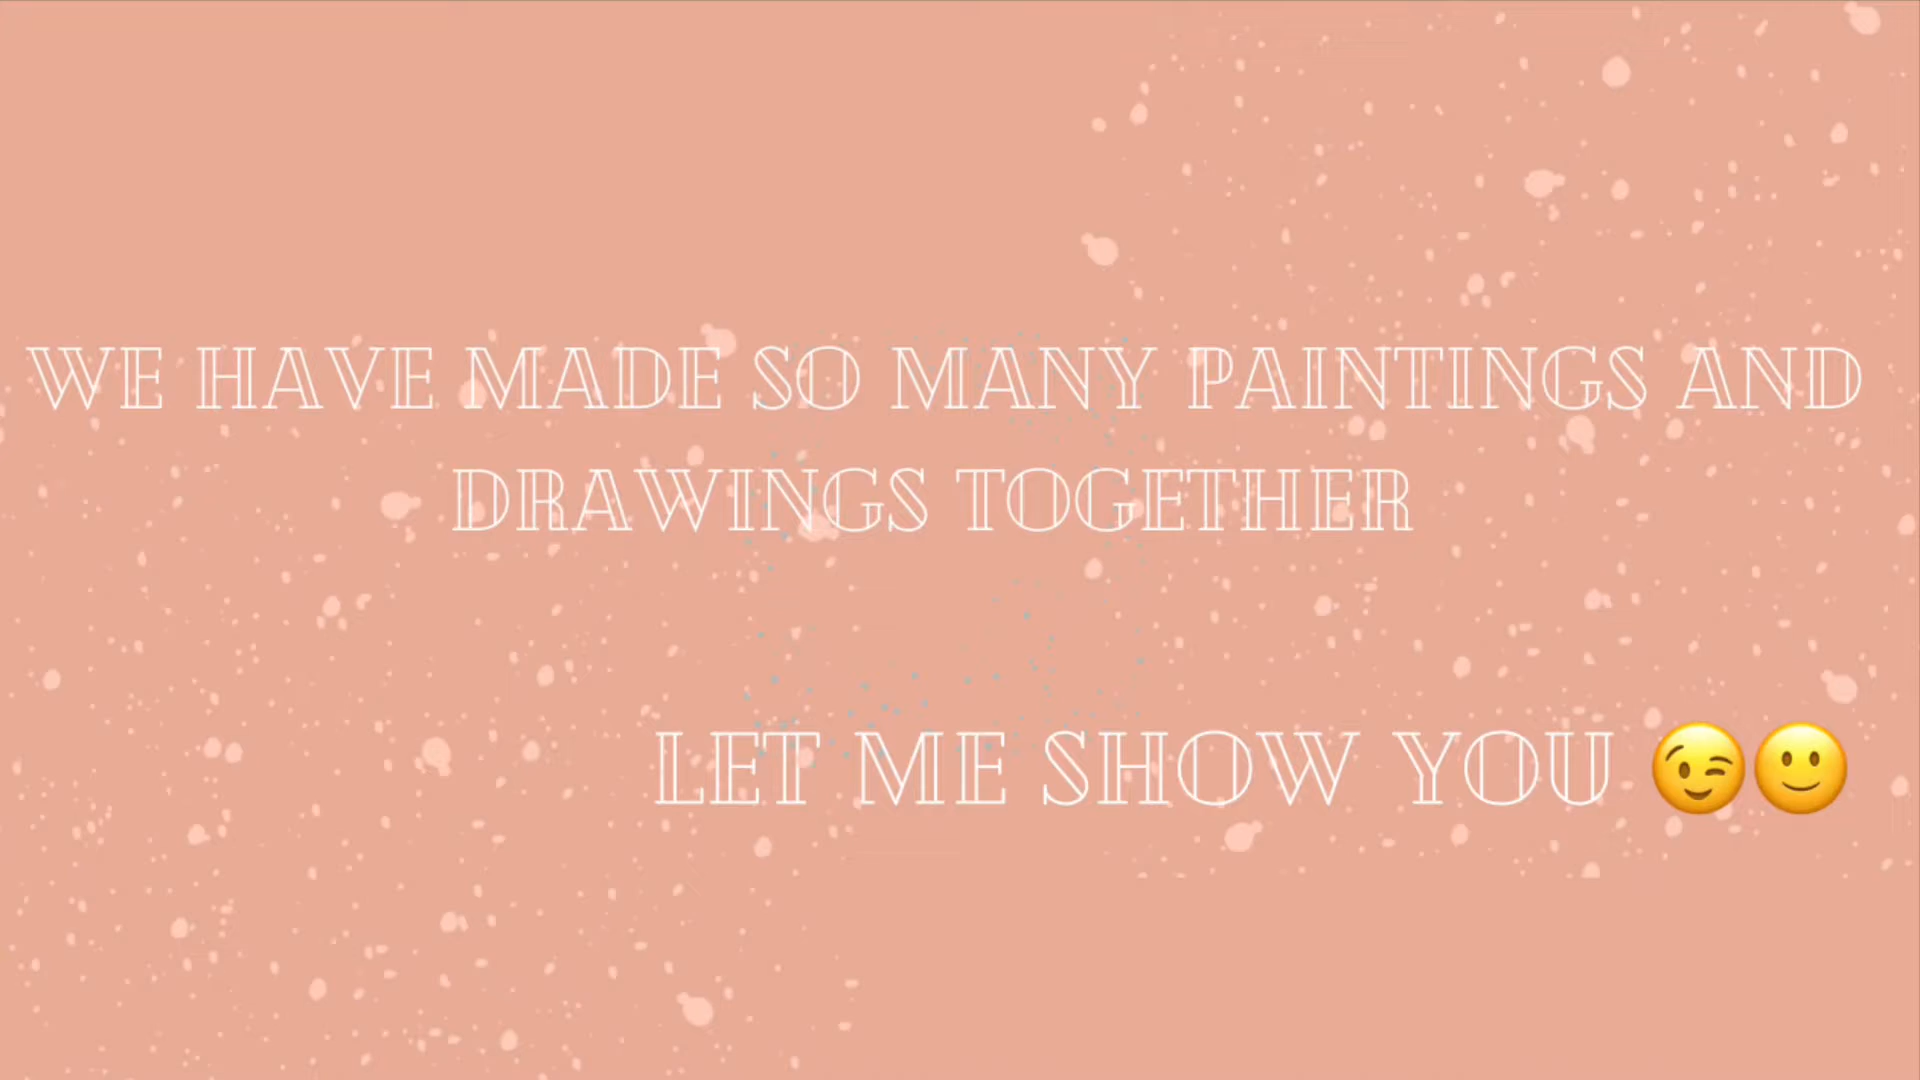 WE HAVE MADE SO MANY PAINTINGS AND
DRAWINGS TOGETHER
LET ME SHOW YOU 😉🙂